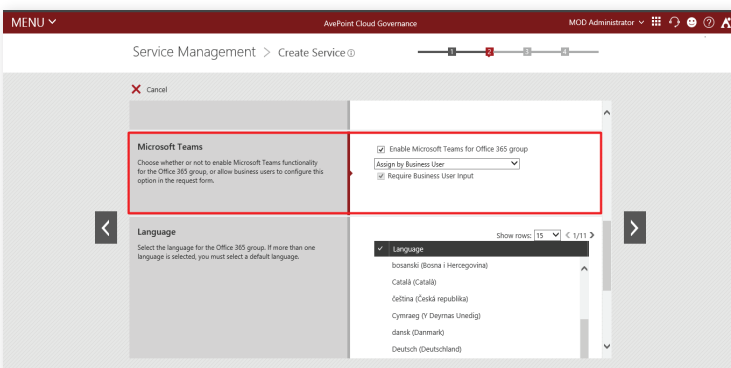 MENU
AvePoint Cloud Governance
MOD Administrator
Service Management > Create Service
1 2 3 4
Cancel
Microsoft Teams
Choose whether or not to enable Microsoft Teams functionality
for the Office 365 group, or allow business users to configure this
option in the request form.
Enable Microsoft Teams for Office 365 group
Assign by Business User
Require Business User Input
Language
Select the language for the Office 365 group. If more than one
language is selected, you must select a default language.
Show rows: 15 < 1/11 >
Language
bosanski (Bosna i Hercegovina)
Català (Català)
čeština (Česká republika)
Cymraeg (Y Deyrnas Unedig)
dansk (Danmark)
Deutsch (Deutschland)